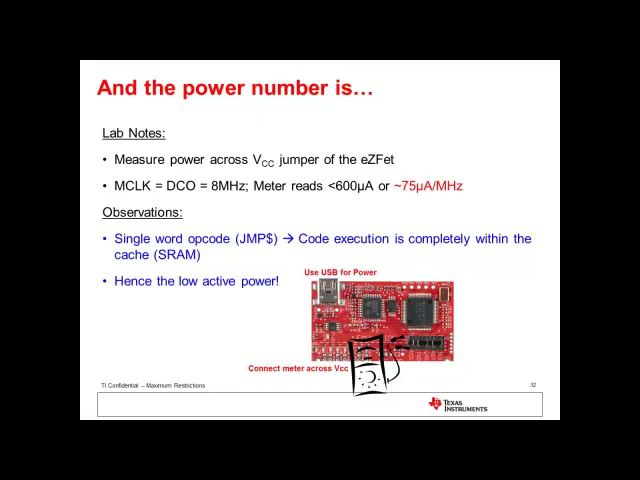 And the power number is…
Lab Notes:
• Measure power across VCC jumper of the eZFet
• MCLK = DCO = 8MHz; Meter reads <600µA or ~75µA/MHz
Observations:
• Single word opcode (JMP$) → Code execution is completely within the
cache (SRAM)
• Hence the low active power!
Use USB for Power
Connect meter across Vcc
TI Confidential – Maximum Restrictions
32
TEXAS
INSTRUMENTS